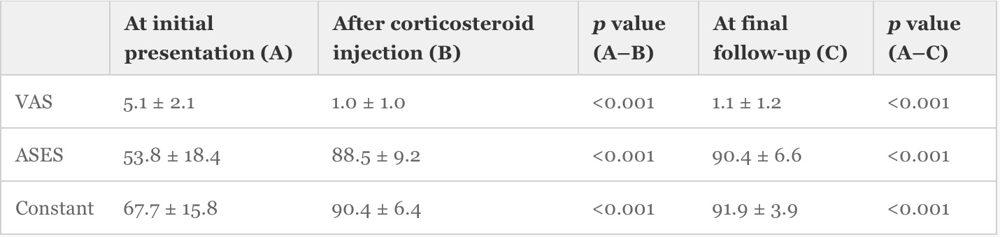 At initial presentation (A) After corticosteroid injection (B) p value (A–B) At final follow-up (C) p value (A–C)
VAS 5.1 ± 2.1 1.0 ± 1.0 <0.001 1.1 ± 1.2 <0.001
ASES 53.8 ± 18.4 88.5 ± 9.2 <0.001 90.4 ± 6.6 <0.001
Constant 67.7 ± 15.8 90.4 ± 6.4 <0.001 91.9 ± 3.9 <0.001